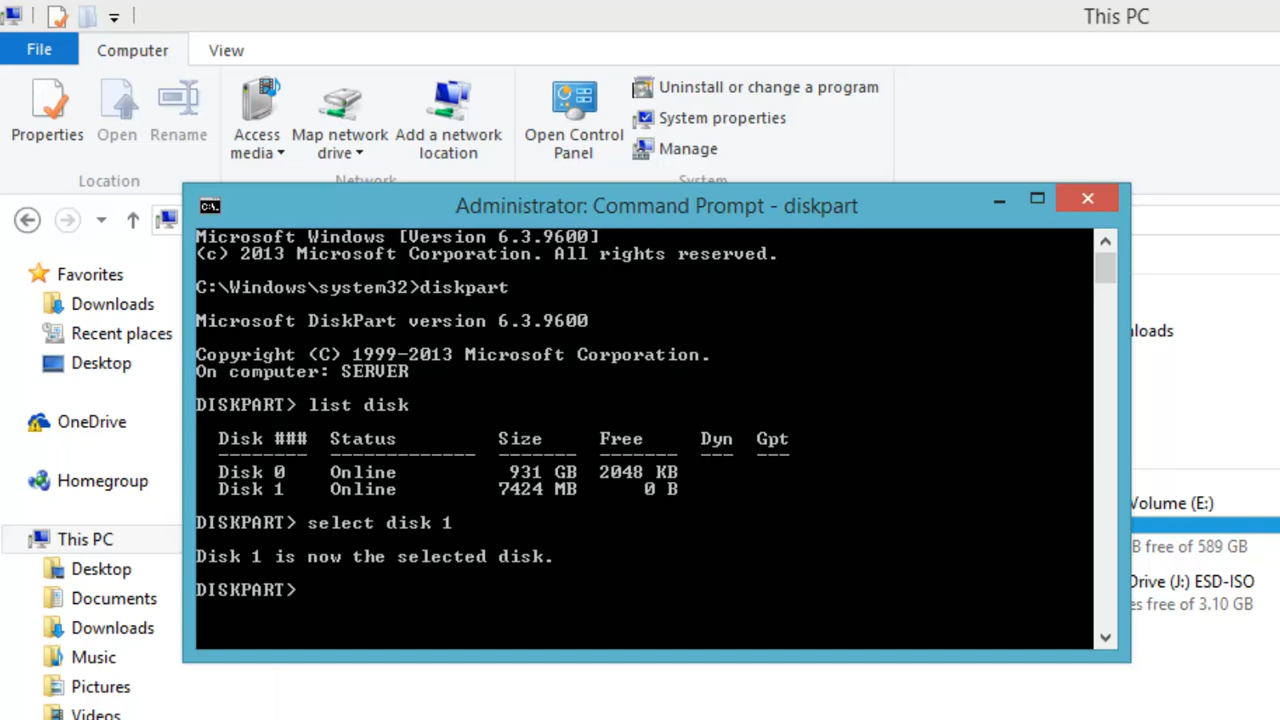 This PC
File
Computer
View
Properties
Open
Rename
Access media
Map network drive
Add a network location
Open Control Panel
Uninstall or change a program
System properties
Manage
Location
Network
System
Administrator: Command Prompt - diskpart
Microsoft Windows [Version 6.3.9600]
(c) 2013 Microsoft Corporation. All rights reserved.
C:\Windows\system32>diskpart
Microsoft DiskPart version 6.3.9600
Copyright (C) 1999-2013 Microsoft Corporation.
On computer: SERVER
DISKPART> list disk
Disk ### Status Size Free Dyn Gpt
-------- ------------- ------- ------- --- ---
Disk 0 Online 931 GB 2048 KB
Disk 1 Online 7424 MB 0 B
DISKPART> select disk 1
Disk 1 is now the selected disk.
DISKPART>
Favorites
Downloads
Recent places
Desktop
OneDrive
Homegroup
This PC
Desktop
Documents
Downloads
Music
Pictures
Videos
nloads
Volume (E:)
B free of 589 GB
Drive (J:) ESD-ISO
es free of 3.10 GB